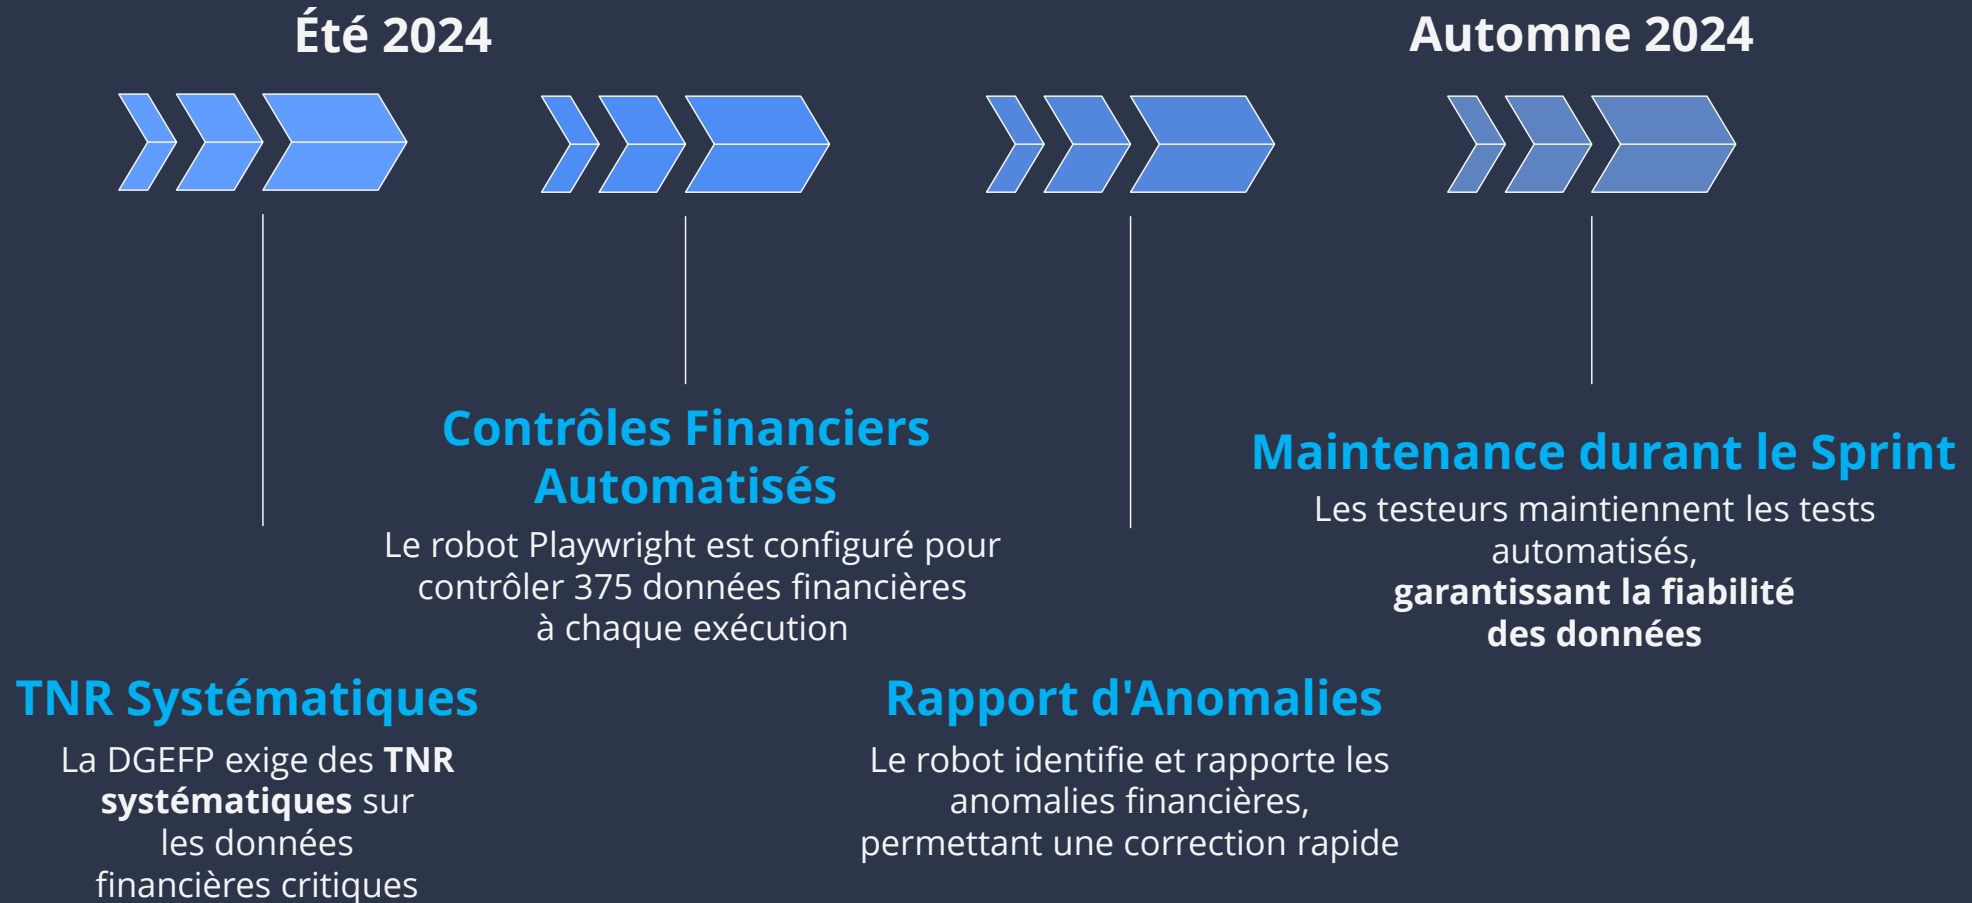 Été 2024
Automne 2024
TNR Systématiques
La DGEFP exige des TNR
systématiques sur
les données
financières critiques
Contrôles Financiers
Automatisés
Le robot Playwright est configuré pour
contrôler 375 données financières
à chaque exécution
Rapport d'Anomalies
Le robot identifie et rapporte les
anomalies financières,
permettant une correction rapide
Maintenance durant le Sprint
Les testeurs maintiennent les tests
automatisés,
garantissant la fiabilité
des données